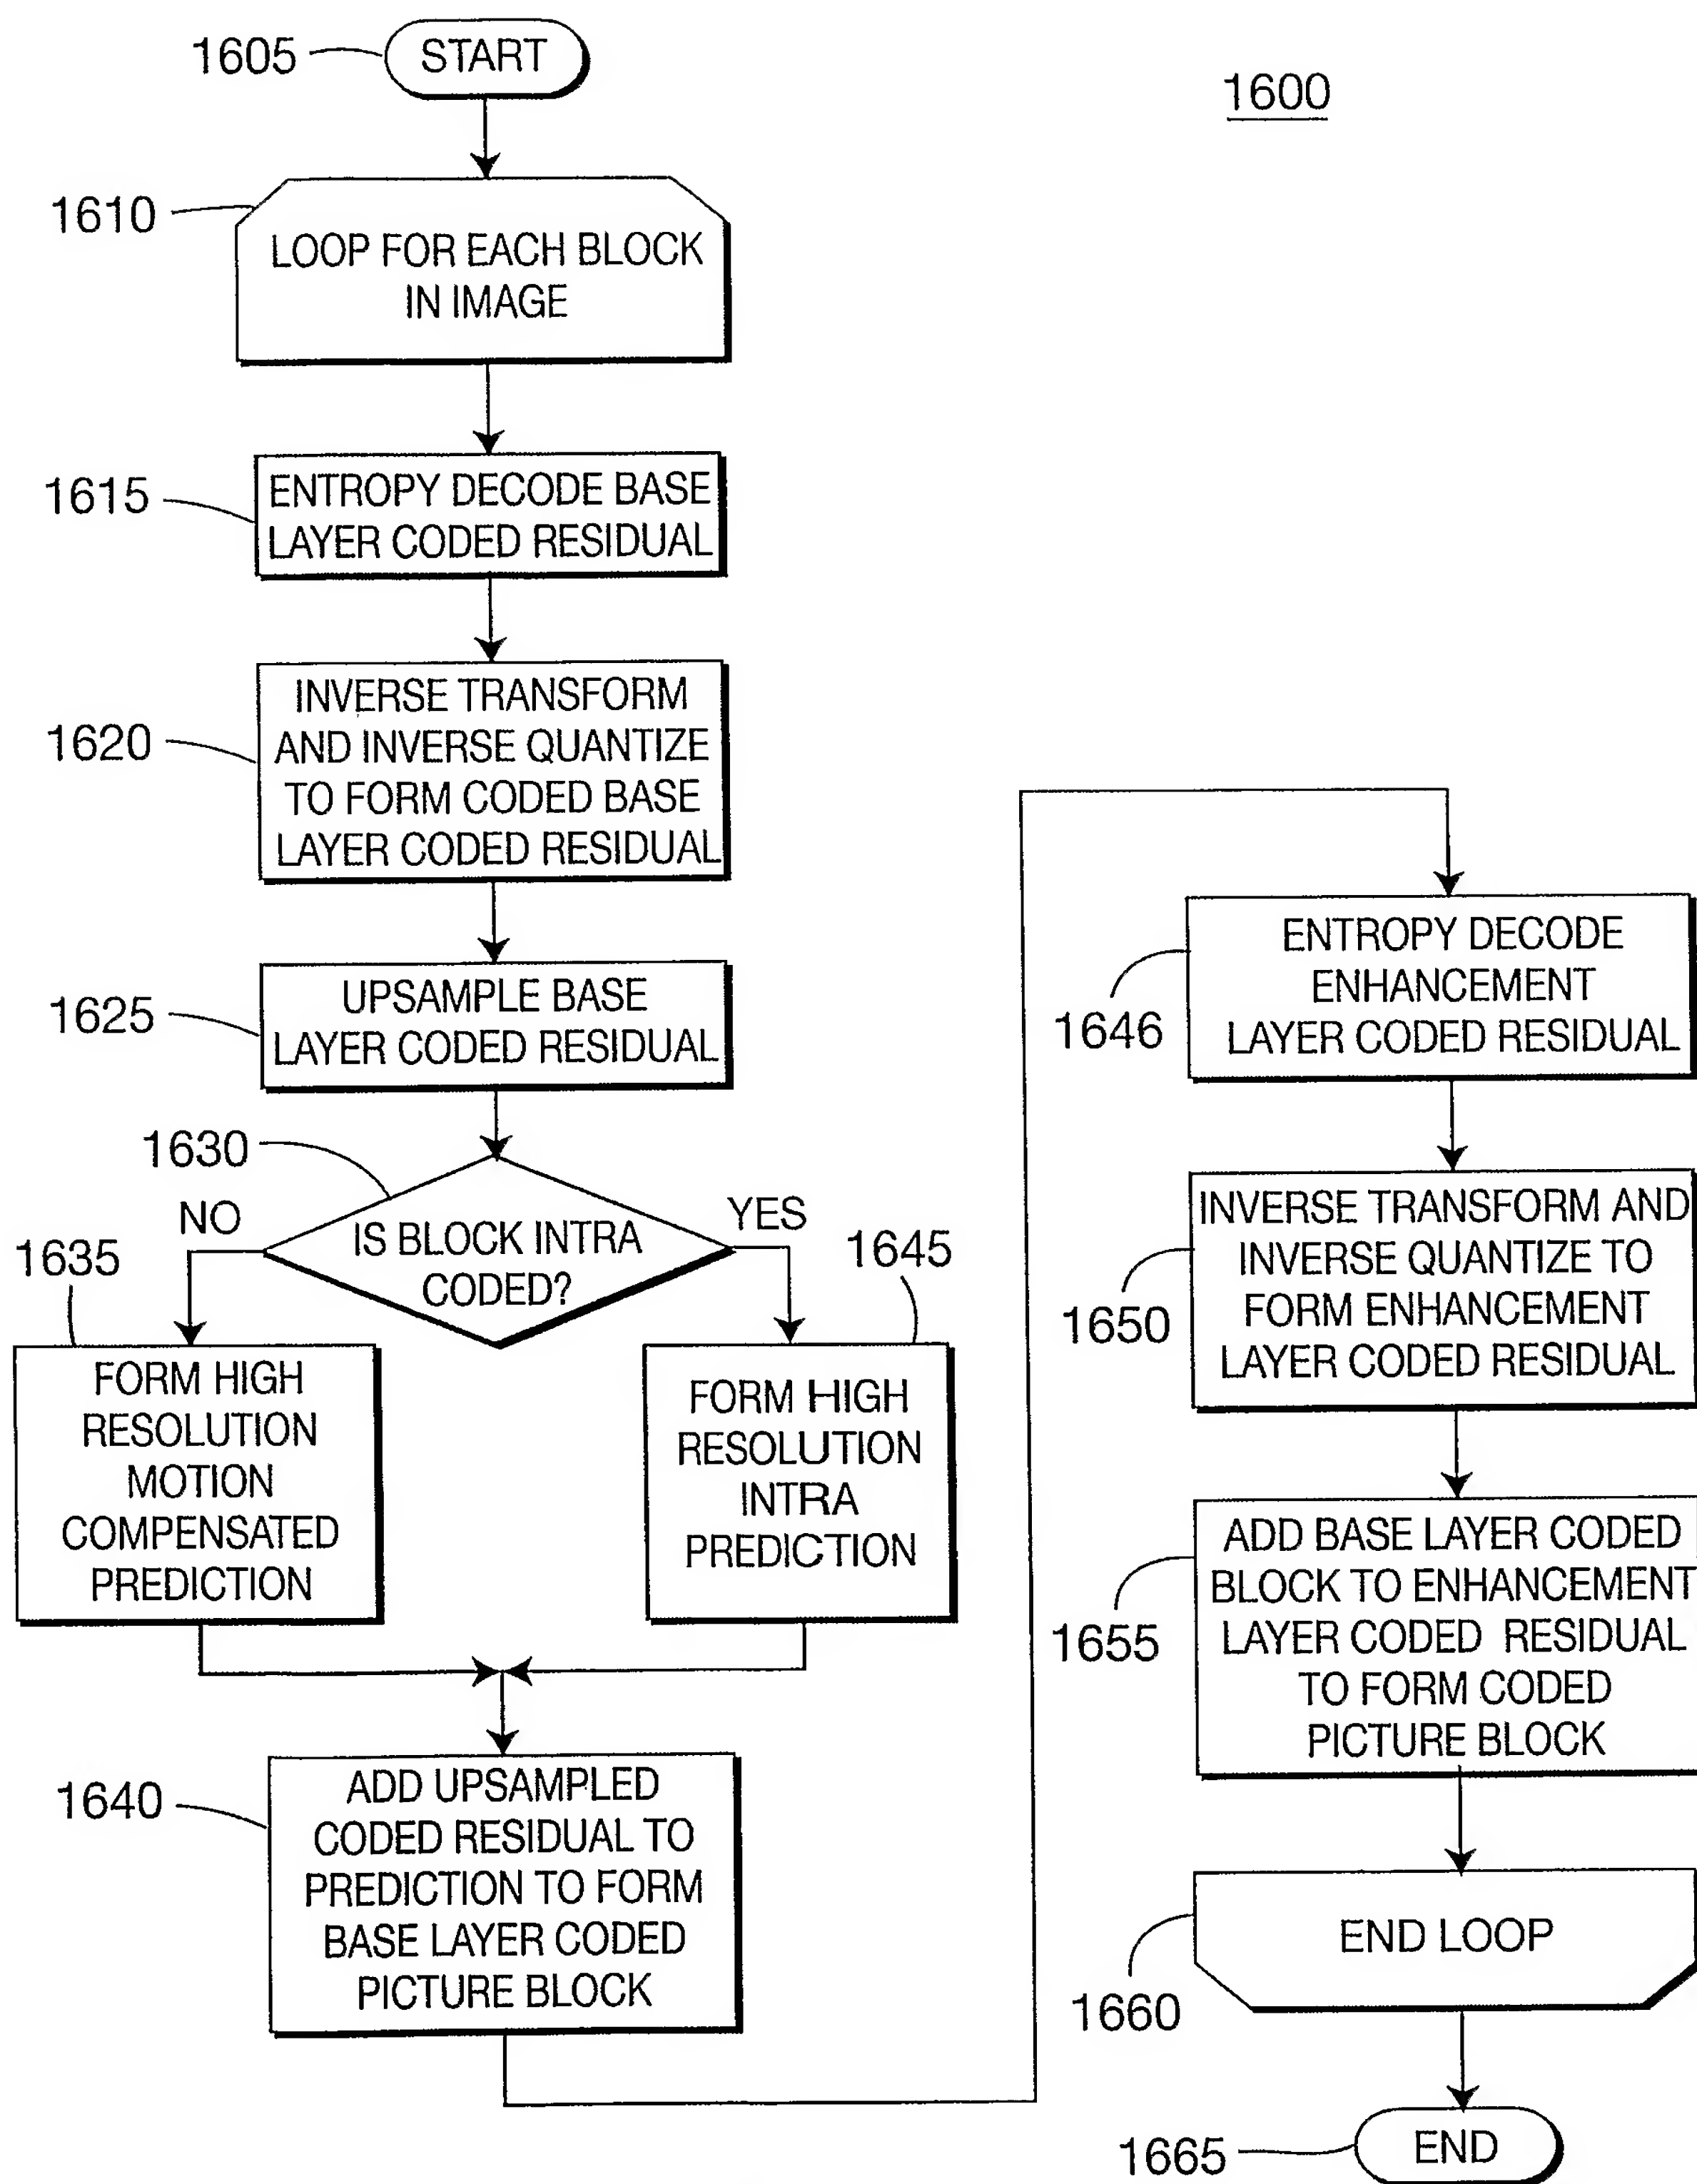 1605
START
1600
1610
LOOP FOR EACH BLOCK
IN IMAGE
1615
ENTROPY DECODE BASE
LAYER CODED RESIDUAL
1620
INVERSE TRANSFORM
AND INVERSE QUANTIZE
TO FORM CODED BASE
LAYER CODED RESIDUAL
1625
UPSAMPLE BASE
LAYER CODED RESIDUAL
1630
IS BLOCK INTRA
CODED?
NO
YES
1635
FORM HIGH
RESOLUTION
MOTION
COMPENSATED
PREDICTION
1645
FORM HIGH
RESOLUTION
INTRA
PREDICTION
1640
ADD UPSAMPLED
CODED RESIDUAL TO
PREDICTION TO FORM
BASE LAYER CODED
PICTURE BLOCK
1646
ENTROPY DECODE
ENHANCEMENT
LAYER CODED RESIDUAL
1650
INVERSE TRANSFORM AND
INVERSE QUANTIZE TO
FORM ENHANCEMENT
LAYER CODED RESIDUAL
1655
ADD BASE LAYER CODED
BLOCK TO ENHANCEMENT
LAYER CODED RESIDUAL
TO FORM CODED
PICTURE BLOCK
1660
END LOOP
1665
END